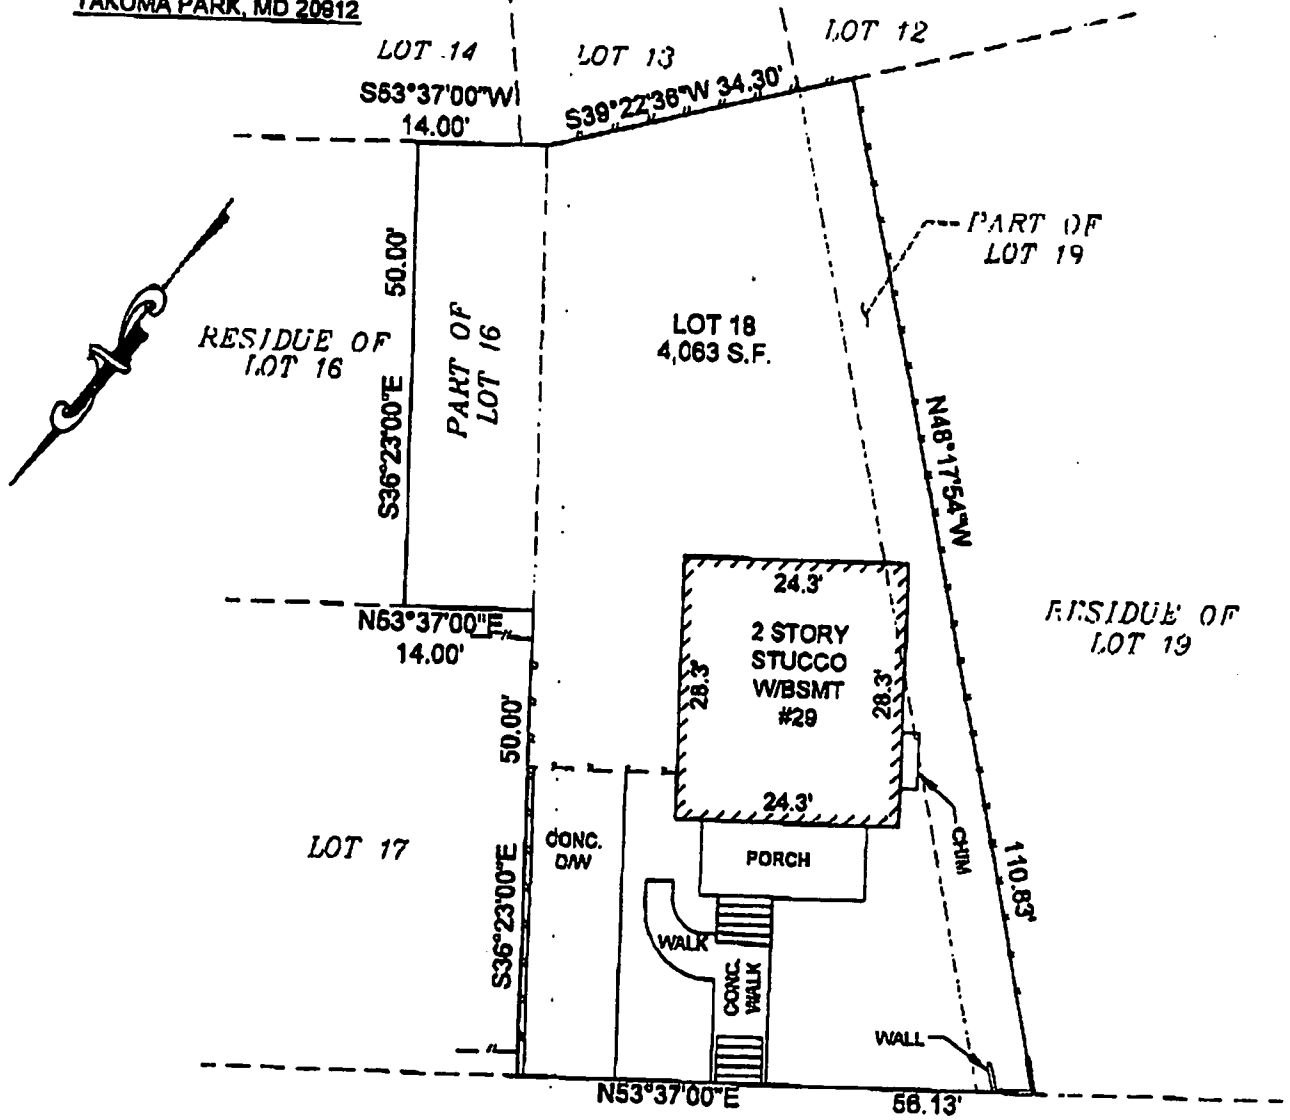 TAKOMA PARK, MD 20912
LOT 14
LOT 13
LOT 12
S53°37'00"W
14.00'
S39°22'36"W 34.30'
PART OF
LOT 19
50.00'
S36°23'00"E
RESIDUE OF
LOT 16
PART OF
LOT 16
LOT 18
4,063 S.F.
N48°17'54"W
110.83'
N53°37'00"E
14.00'
24.3'
2 STORY
STUCCO
W/BSMT
#29
28.3'
28.3'
24.3'
RESIDUE OF
LOT 19
50.00'
S36°23'00"E
LOT 17
CONC.
D/W
PORCH
CHIM
WALK
CONC.
WALK
WALL
N53°37'00"E
56.13'